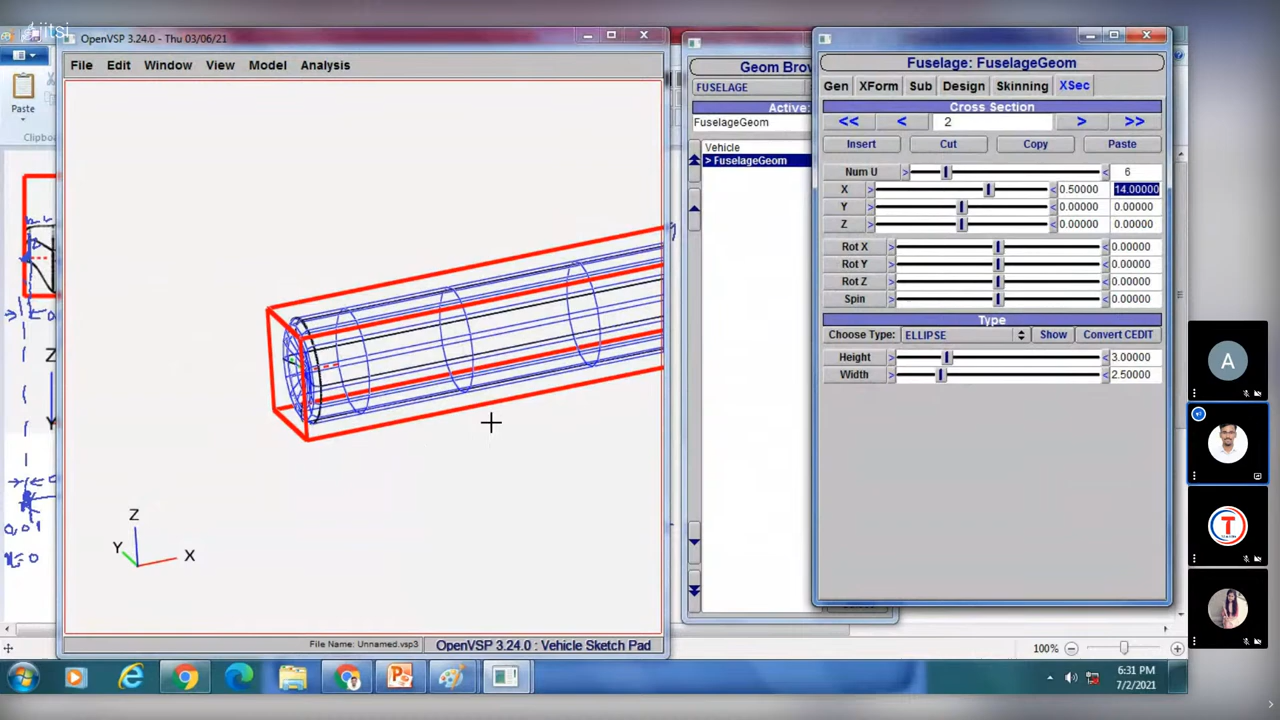 jitsi
OpenVSP 3.24.0 - Thu 03/06/21
File Edit Window View Model Analysis
Paste
Z
Y
0.01
X=0
Z
Y
X
File Name: Unnamed.vsp3
OpenVSP 3.24.0 : Vehicle Sketch Pad
FUSELAGE
Active:
FuselageGeom
Vehicle
> FuselageGeom
Fuselage: FuselageGeom
Gen XForm Sub Design Skinning XSec
Cross Section
<< < 2 > >>
Insert Cut Copy Paste
Num U > < 6
X > < 0.50000 14.00000
Y > < 0.00000 0.00000
Z > < 0.00000 0.00000
Rot X > < 0.00000
Rot Y > < 0.00000
Rot Z > < 0.00000
Spin > < 0.00000
Type
Choose Type: ELLIPSE Show Convert CEDIT
Height > < 3.00000
Width > < 2.50000
A
T
100%
6:31 PM
7/2/2021